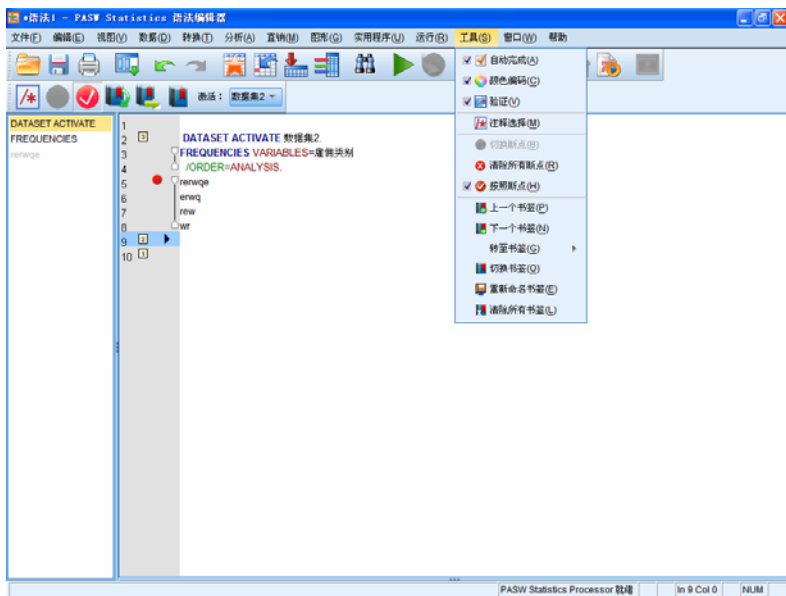 *语法1 - PASW Statistics 语法编辑器
文件(F) 编辑(E) 视图(V) 数据(D) 转换(T) 分析(A) 直销(M) 图形(G) 实用程序(U) 运行(R) 工具(S) 窗口(W) 帮助
激活: 数据集2
DATASET ACTIVATE
FREQUENCIES
rerwqe
1
2 3 DATASET ACTIVATE 数据集2.
3 FREQUENCIES VARIABLES=雇佣类别
4 /ORDER=ANALYSIS.
5 rerwqe
6 erwq
7 rew
8 wr
9 2
10 1
自动完成(A)
颜色编码(C)
验证(V)
注释选择(M)
切换断点(B)
清除所有断点(R)
按照断点(H)
上一个书签(P)
下一个书签(N)
转至书签(G)
切换书签(O)
重新命名书签(E)
清除所有书签(L)
PASW Statistics Processor 就绪 In 9 Col 0 NUM